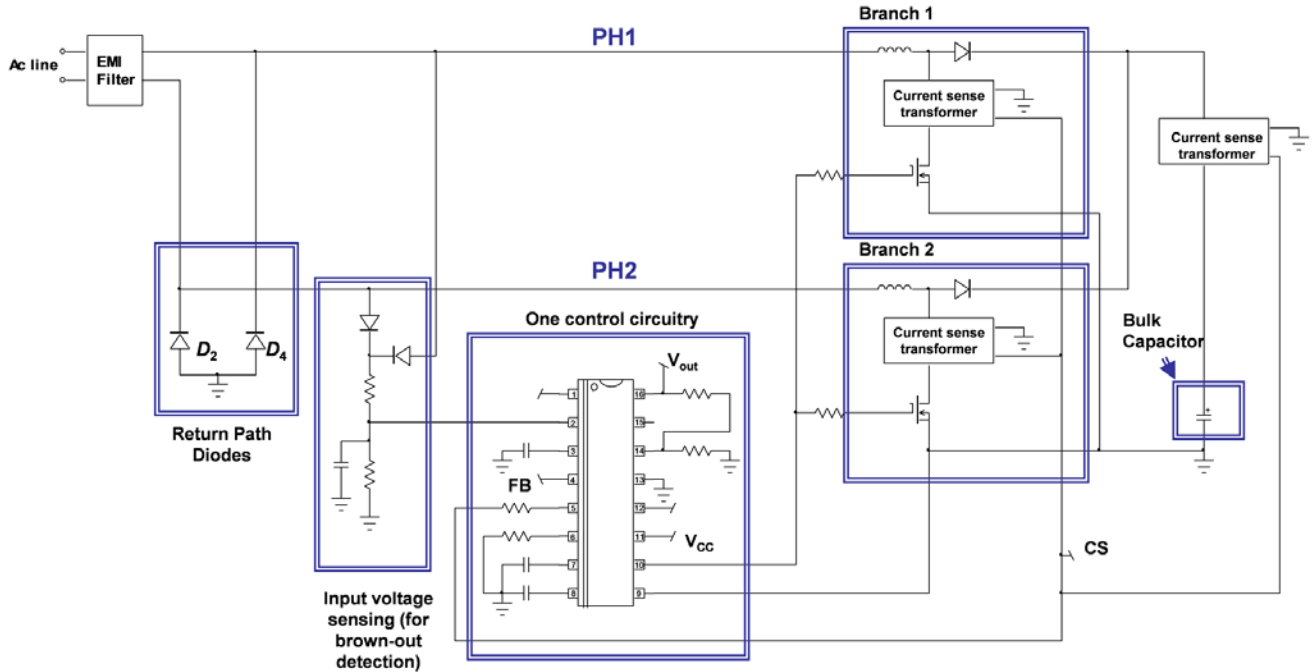 Branch 1
PH1
Ac line
EMI
Filter
Current sense
transformer
Current sense
transformer
Branch 2
PH2
One control circuitry
Bulk
Capacitor
Current sense
transformer
D2
D4
Vout
Return Path
Diodes
FB
VCC
CS
1
2
3
4
5
6
7
8
16
15
14
13
12
11
10
9
+
Input voltage
sensing (for
brown-out
detection)